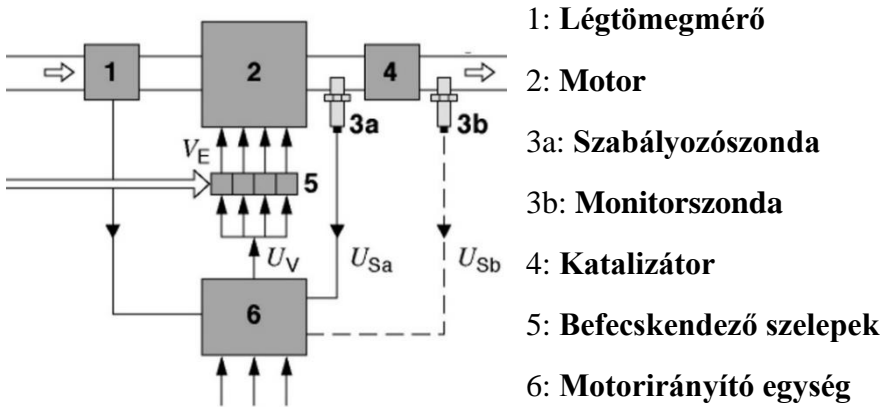 1
2
4
3a
3b
V_E
5
U_V
U_Sa
U_Sb
6
1: Légtömegmérő
2: Motor
3a: Szabályozószonda
3b: Monitorszonda
4: Katalizátor
5: Befecskendező szelepek
6: Motorirányító egység